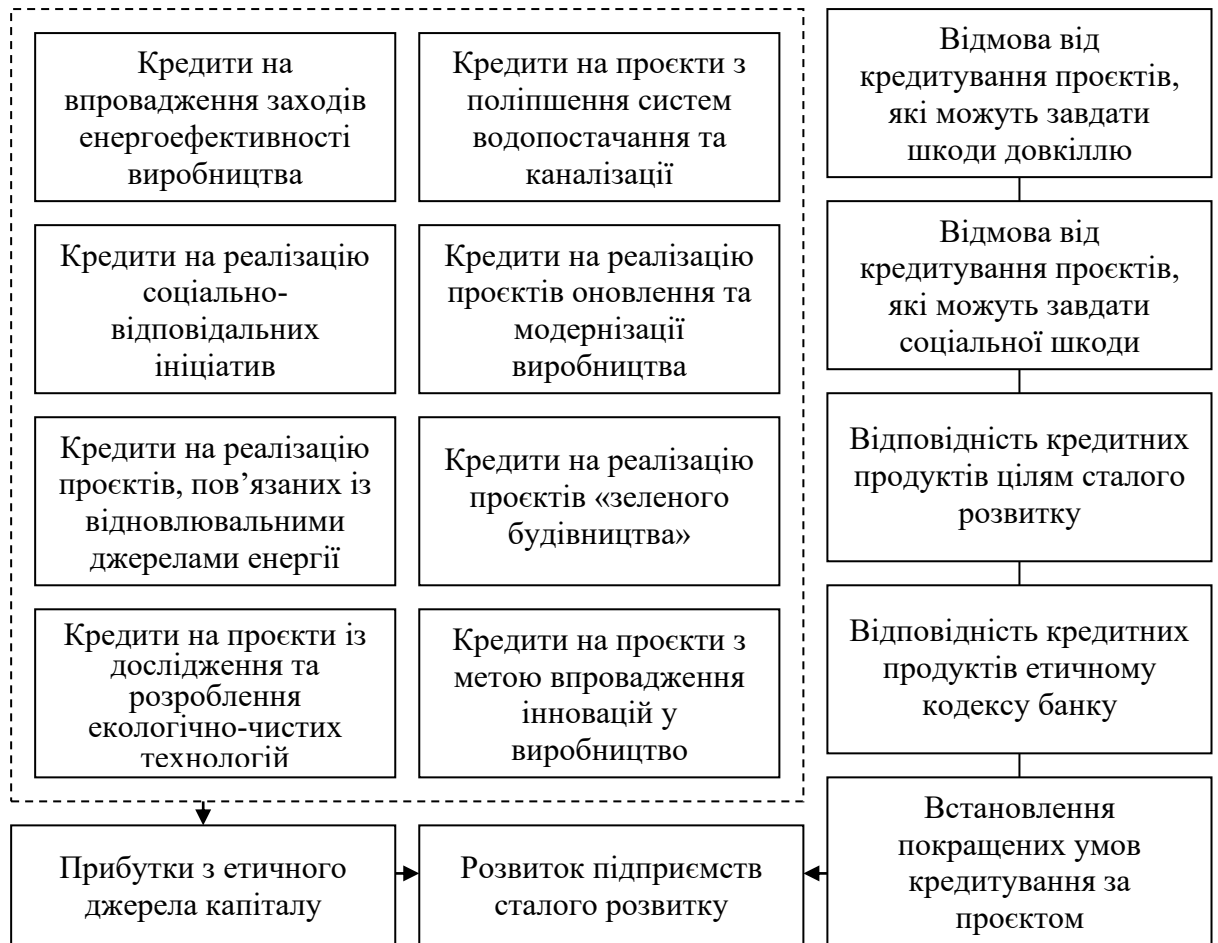 Кредити на
впровадження заходів
енергоефективності
виробництва
Кредити на проєкти з
поліпшення систем
водопостачання та
каналізації
Відмова від
кредитування проєктів,
які можуть завдати
шкоди довкіллю
Кредити на реалізацію
соціально-
відповідальних
ініціатив
Кредити на реалізацію
проєктів оновлення та
модернізації
виробництва
Відмова від
кредитування проєктів,
які можуть завдати
соціальної шкоди
Кредити на реалізацію
проєктів, пов’язаних із
відновлювальними
джерелами енергії
Кредити на реалізацію
проєктів «зеленого
будівництва»
Відповідність кредитних
продуктів цілям сталого
розвитку
Кредити на проєкти із
дослідження та
розроблення
екологічно-чистих
технологій
Кредити на проєкти з
метою впровадження
інновацій у
виробництво
Відповідність кредитних
продуктів етичному
кодексу банку
Прибутки з етичного
джерела капіталу
Розвиток підприємств
сталого розвитку
Встановлення
покращених умов
кредитування за
проєктом